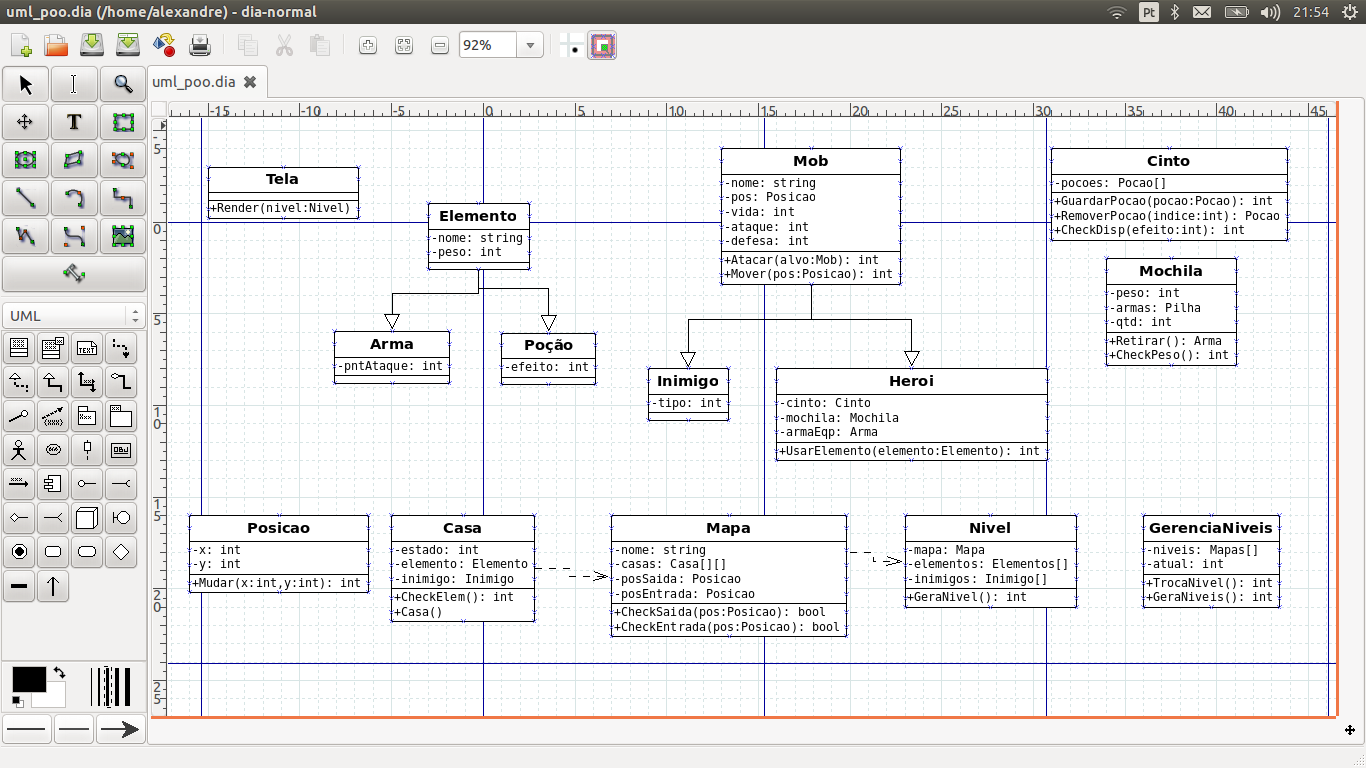 uml_poo.dia (/home/alexandre) - dia-normal
Pt
21:54
92%
uml_poo.dia
UML
-15 -10 -5 0 5 10 15 20 25 30 35 40 45
5
0
5
10
15
20
25
Tela
+Render(nivel:Nivel)
Elemento
-nome: string
-peso: int
Mob
-nome: string
-pos: Posicao
-vida: int
-ataque: int
-defesa: int
+Atacar(alvo:Mob): int
+Mover(pos:Posicao): int
Cinto
-pocoes: Pocao[]
+GuardarPocao(pocao:Pocao): int
+RemoverPocao(indice:int): Pocao
+CheckDisp(efeito:int): int
Mochila
-peso: int
-armas: Pilha
-qtd: int
+Retirar(): Arma
+CheckPeso(): int
Arma
-pntAtaque: int
Poção
-efeito: int
Inimigo
-tipo: int
Heroi
-cinto: Cinto
-mochila: Mochila
-armaEqp: Arma
+UsarElemento(elemento:Elemento): int
Posicao
-x: int
-y: int
+Mudar(x:int,y:int): int
Casa
-estado: int
-elemento: Elemento
-inimigo: Inimigo
+CheckElem(): int
+Casa()
Mapa
-nome: string
-casas: Casa[][]
-posSaida: Posicao
-posEntrada: Posicao
+CheckSaida(pos:Posicao): bool
+CheckEntrada(pos:Posicao): bool
Nivel
-mapa: Mapa
-elementos: Elementos[]
-inimigos: Inimigo[]
+GeraNivel(): int
GerenciaNiveis
-niveis: Mapas[]
-atual: int
+TrocaNivel(): int
+GeraNiveis(): int